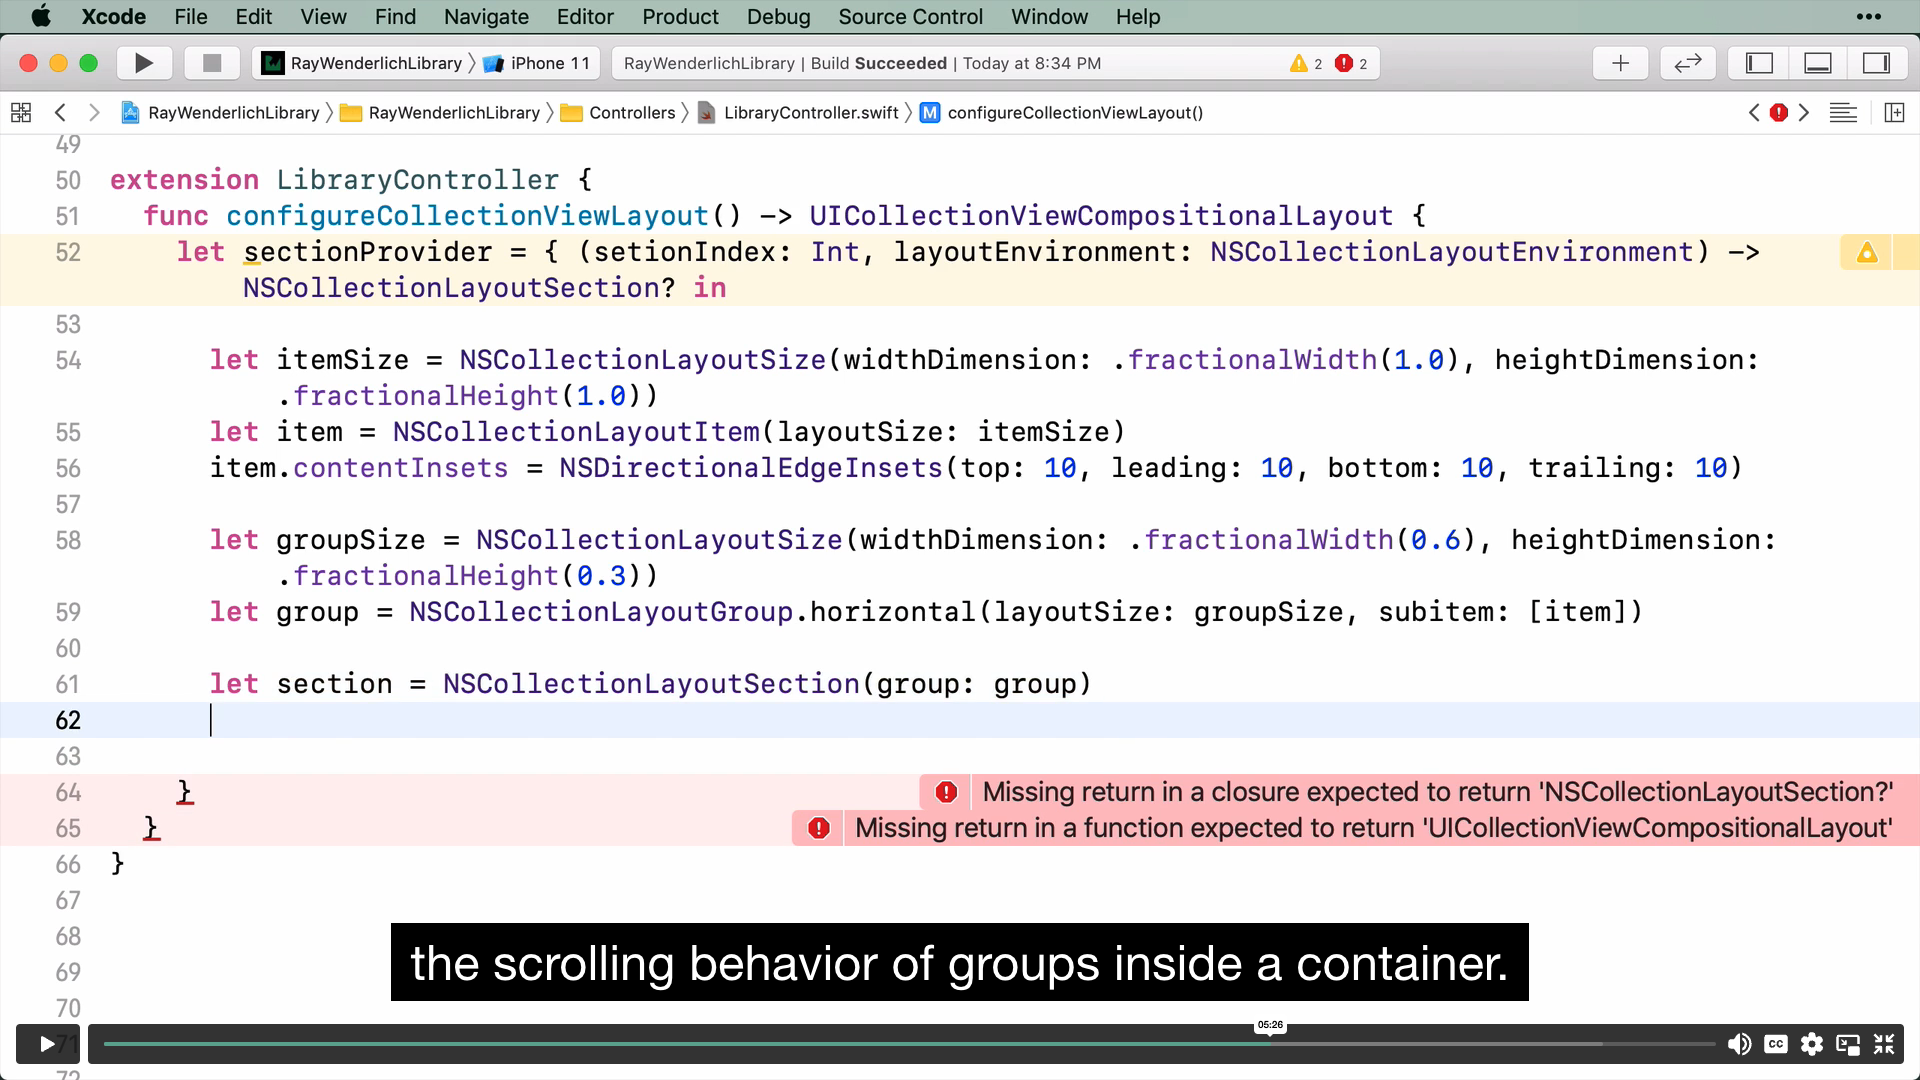 Xcode File Edit View Find Navigate Editor Product Debug Source Control Window Help
RayWenderlichLibrary iPhone 11 RayWenderlichLibrary | Build Succeeded | Today at 8:34 PM 2 2
RayWenderlichLibrary RayWenderlichLibrary Controllers LibraryController.swift M configureCollectionViewLayout()
49
50 extension LibraryController {
51 func configureCollectionViewLayout() -> UICollectionViewCompositionalLayout {
52 let sectionProvider = { (setionIndex: Int, layoutEnvironment: NSCollectionLayoutEnvironment) ->
NSCollectionLayoutSection? in
53
54 let itemSize = NSCollectionLayoutSize(widthDimension: .fractionalWidth(1.0), heightDimension:
.fractionalHeight(1.0))
55 let item = NSCollectionLayoutItem(layoutSize: itemSize)
56 item.contentInsets = NSDirectionalEdgeInsets(top: 10, leading: 10, bottom: 10, trailing: 10)
57
58 let groupSize = NSCollectionLayoutSize(widthDimension: .fractionalWidth(0.6), heightDimension:
.fractionalHeight(0.3))
59 let group = NSCollectionLayoutGroup.horizontal(layoutSize: groupSize, subitem: [item])
60
61 let section = NSCollectionLayoutSection(group: group)
62
63
64 } Missing return in a closure expected to return 'NSCollectionLayoutSection?'
65 } Missing return in a function expected to return 'UICollectionViewCompositionalLayout'
66 }
67
68
the scrolling behavior of groups inside a container.
69
70
05:26
71 CC
72